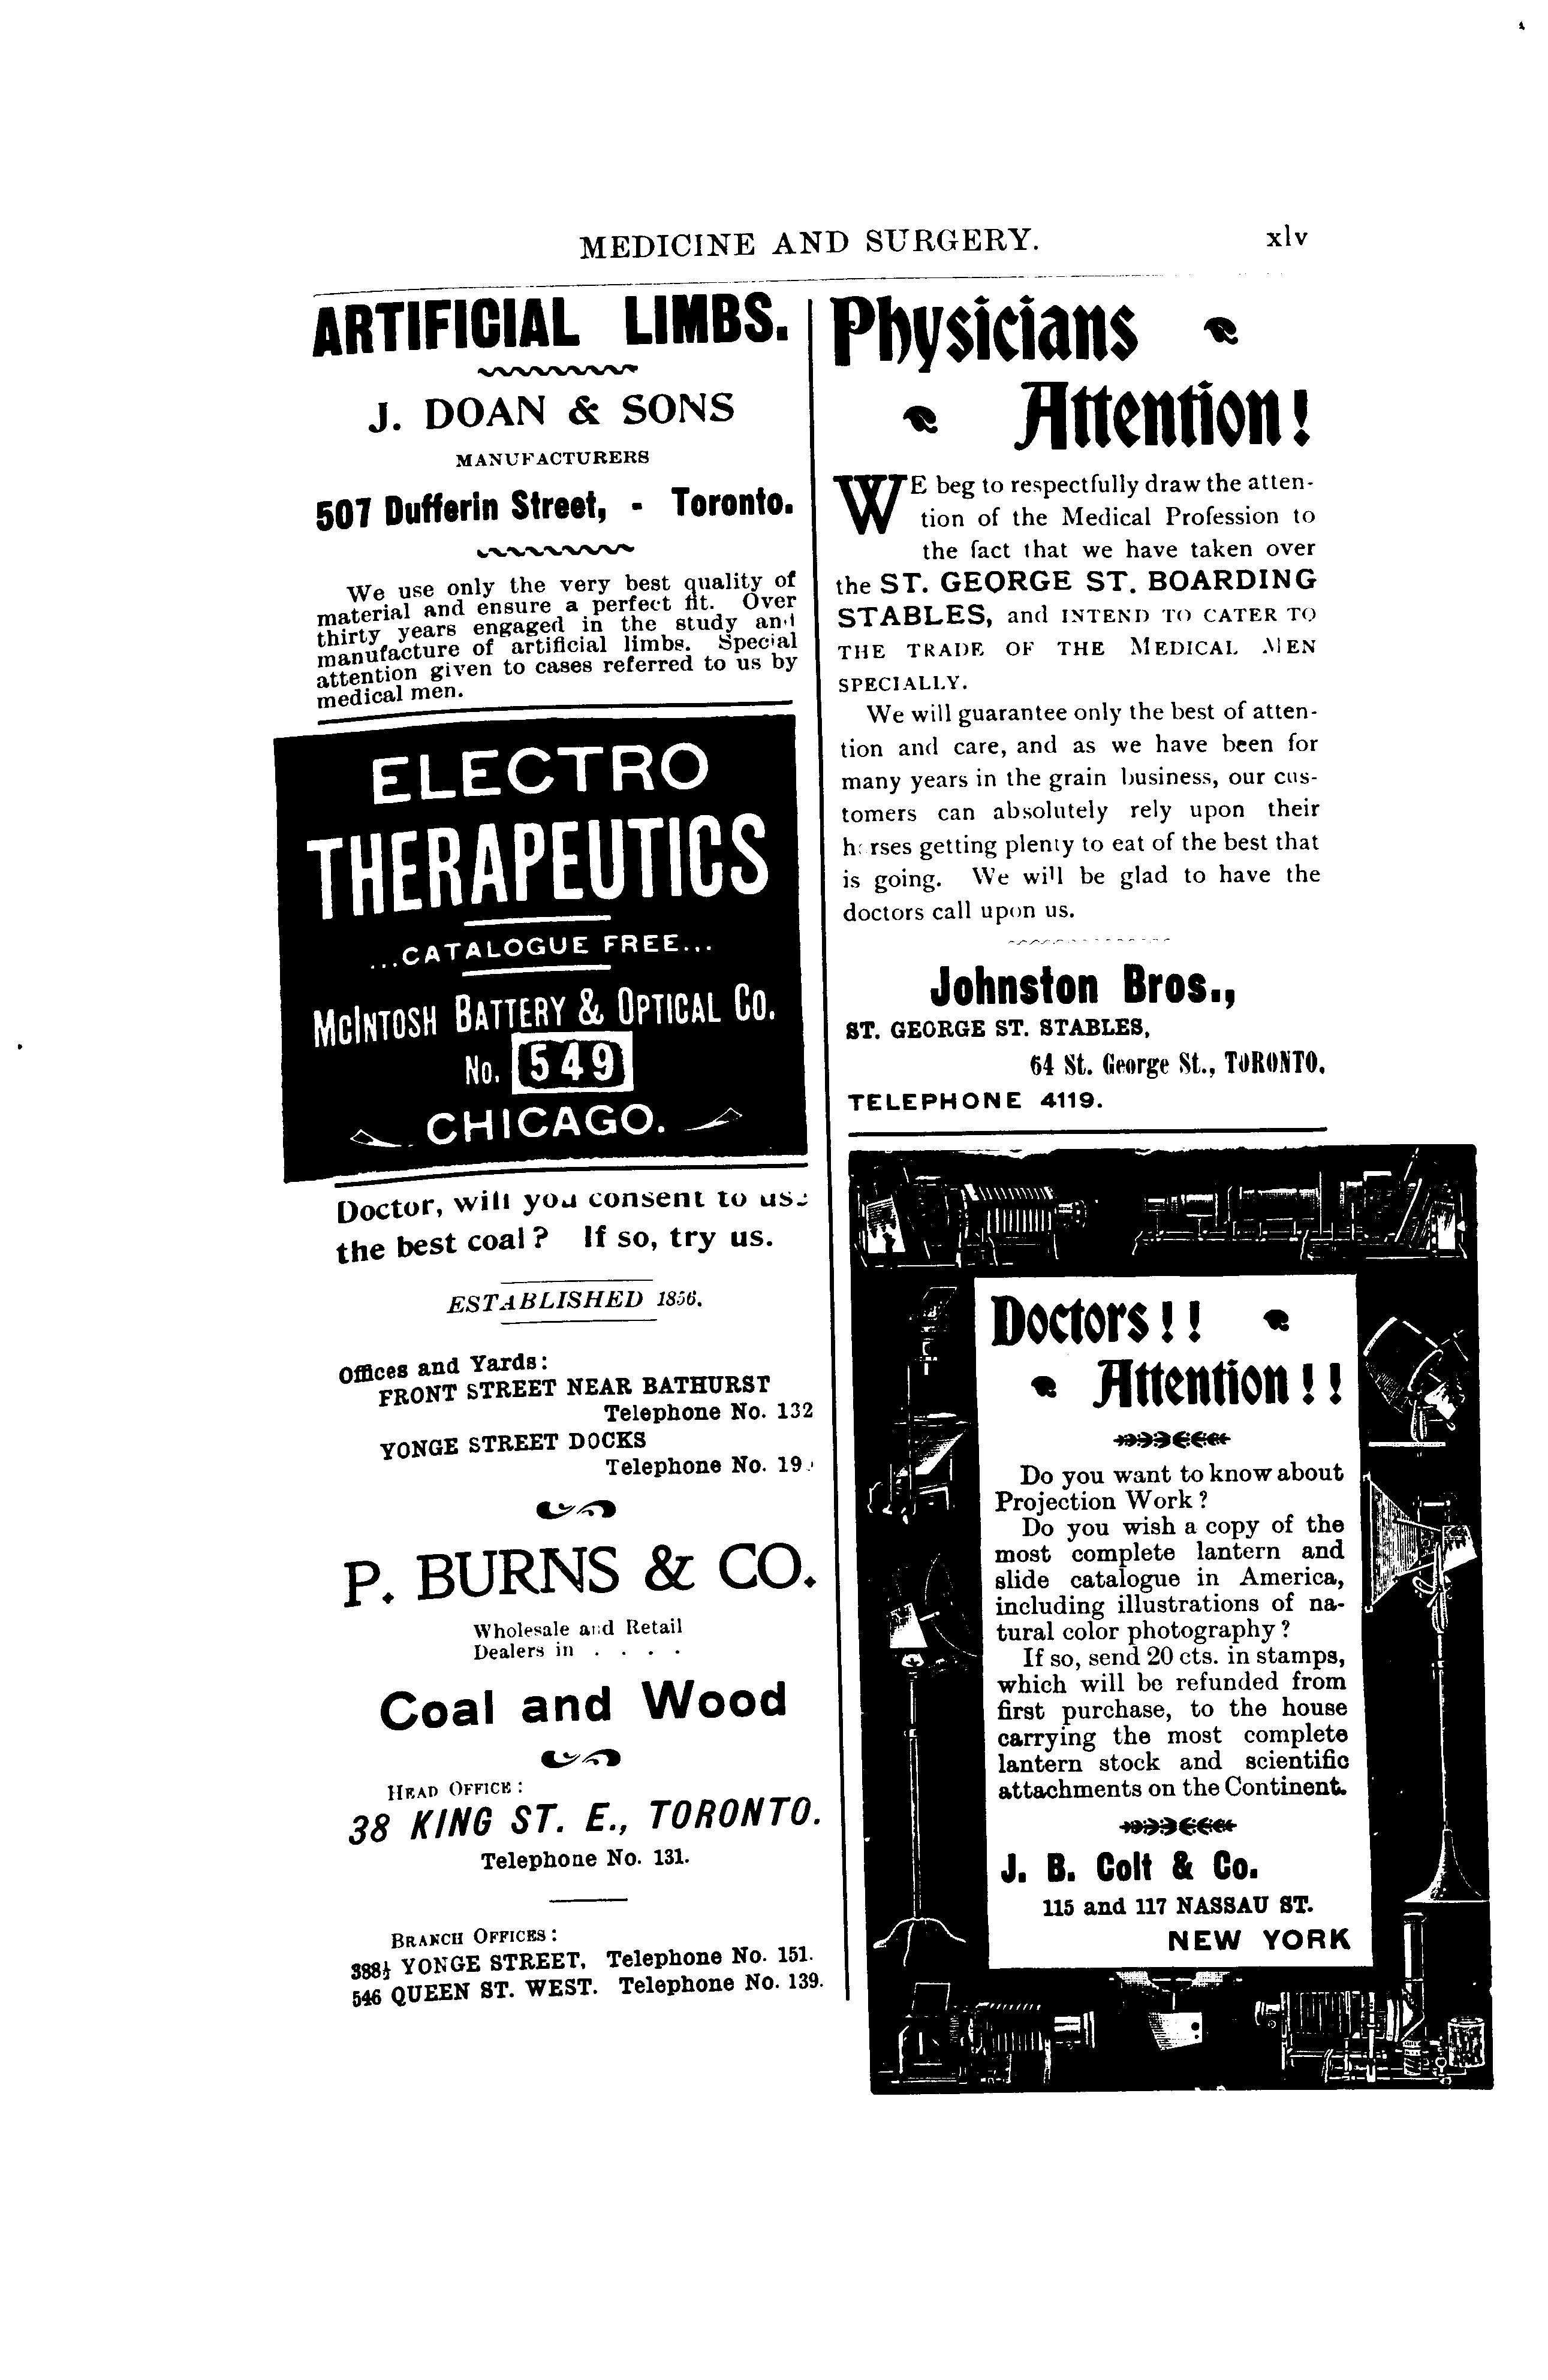 MEDICINE AND SURGERY. xlv
ARTIFICIAL LIMBS.
J. DOAN & SONS
MANUFACTURERS
507 Dufferin Street, - Toronto.
We use only the very best quality of
material and ensure a perfect fit. Over
thirty years engaged in the study and
manufacture of artificial limbs. Special
attention given to cases referred to us by
medical men.
ELECTRO
THERAPEUTICS
...CATALOGUE FREE...
MCINTOSH BATTERY & OPTICAL CO.
No. 549
CHICAGO.
Doctor, will you consent to use
the best coal? If so, try us.
ESTABLISHED 1856.
Offices and Yards:
FRONT STREET NEAR BATHURST
Telephone No. 132
YONGE STREET DOCKS
Telephone No.
P. BURNS & CO.
Wholesale and Retail
Dealers in . . . .
Coal and Wood
HEAD OFFICE:
38 KING ST. E., TORONTO.
Telephone No. 131.
BRANCH OFFICES:
388½ YONGE STREET, Telephone No. 151.
546 QUEEN ST. WEST. Telephone No. 139.
Physicians
Attention!
WE beg to respectfully draw the atten-
tion of the Medical Profession to
the fact that we have taken over
the ST. GEORGE ST. BOARDING
STABLES, and INTEND TO CATER TO
THE TRADE OF THE MEDICAL MEN
SPECIALLY.
We will guarantee only the best of atten-
tion and care, and as we have been for
many years in the grain business, our cus-
tomers can absolutely rely upon their
horses getting plenty to eat of the best that
is going. We will be glad to have the
doctors call upon us.
Johnston Bros.,
ST. GEORGE ST. STABLES,
64 St. George St., TORONTO.
TELEPHONE 4119.
Doctors!!
Attention!!
Do you want to know about
Projection Work?
Do you wish a copy of the
most complete lantern and
slide catalogue in America,
including illustrations of na-
tural color photography?
If so, send 20 cts. in stamps,
which will be refunded from
first purchase, to the house
carrying the most complete
lantern stock and scientific
attachments on the Continent.
J. B. Colt & Co.
115 and 117 NASSAU ST.
NEW YORK